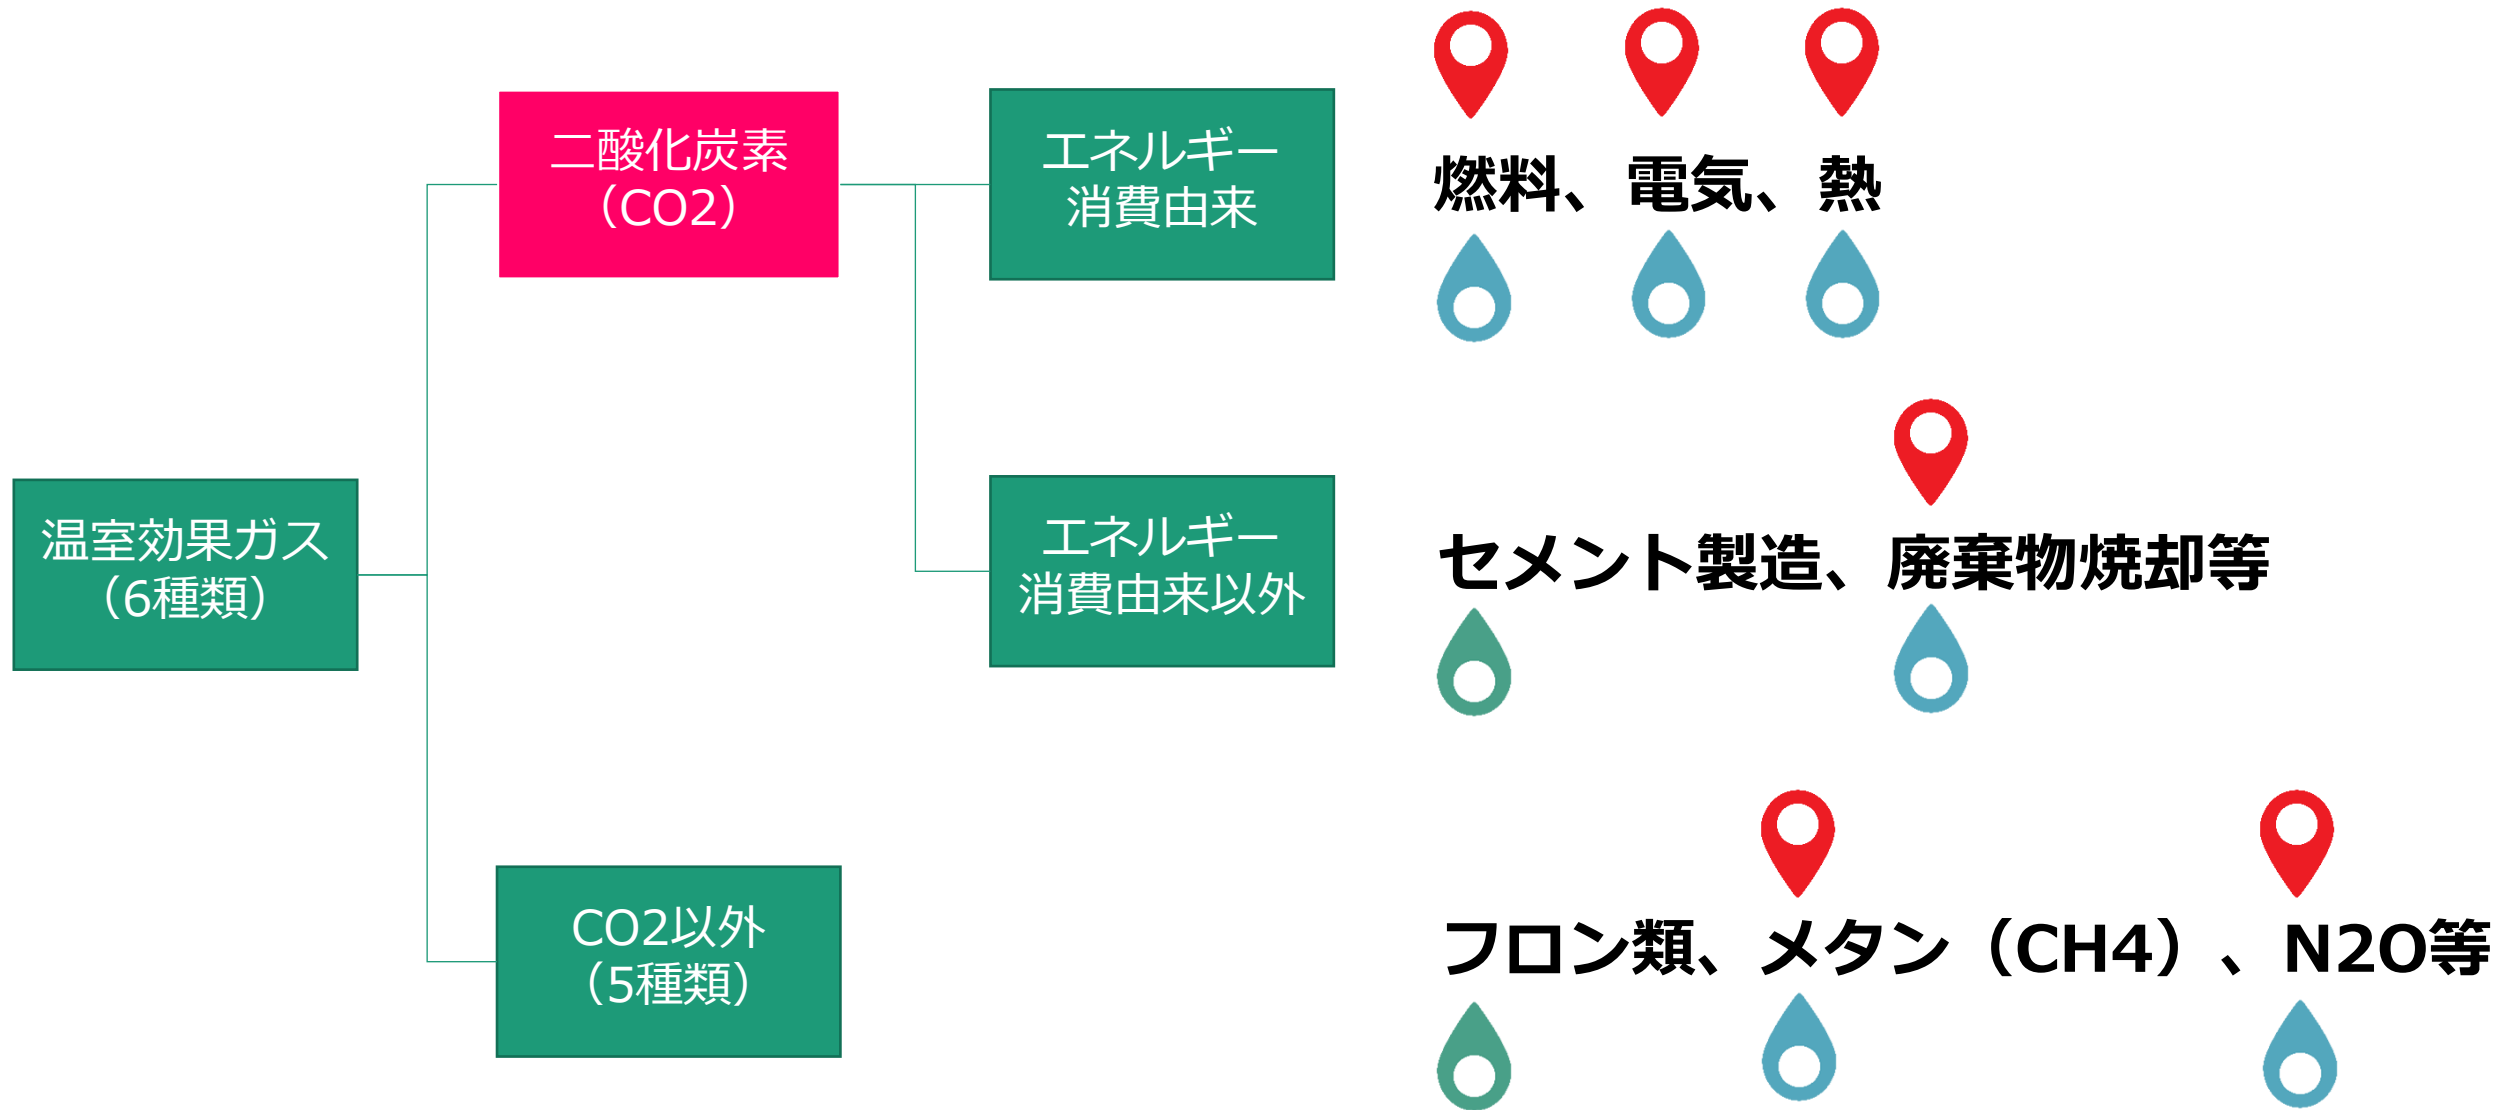 二酸化炭素
(CO2)
エネルギー
消費由来
燃料、電気、熱
温室効果ガス
(6種類)
エネルギー
消費由来以外
セメント製造、廃棄物燃却等
CO2以外
(5種類)
フロン類、メタン（CH4）、N2O等